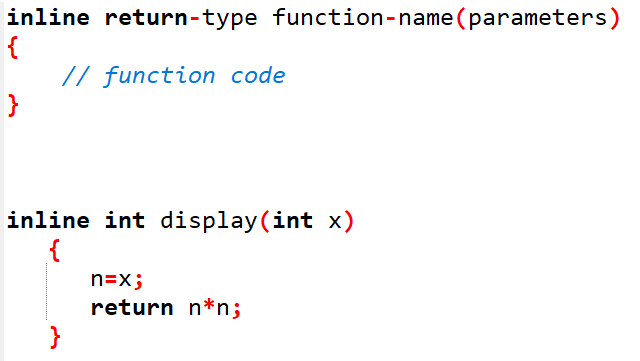 inline return-type function-name(parameters)
{
// function code
}
inline int display(int x)
{
n=x;
return n*n;
}